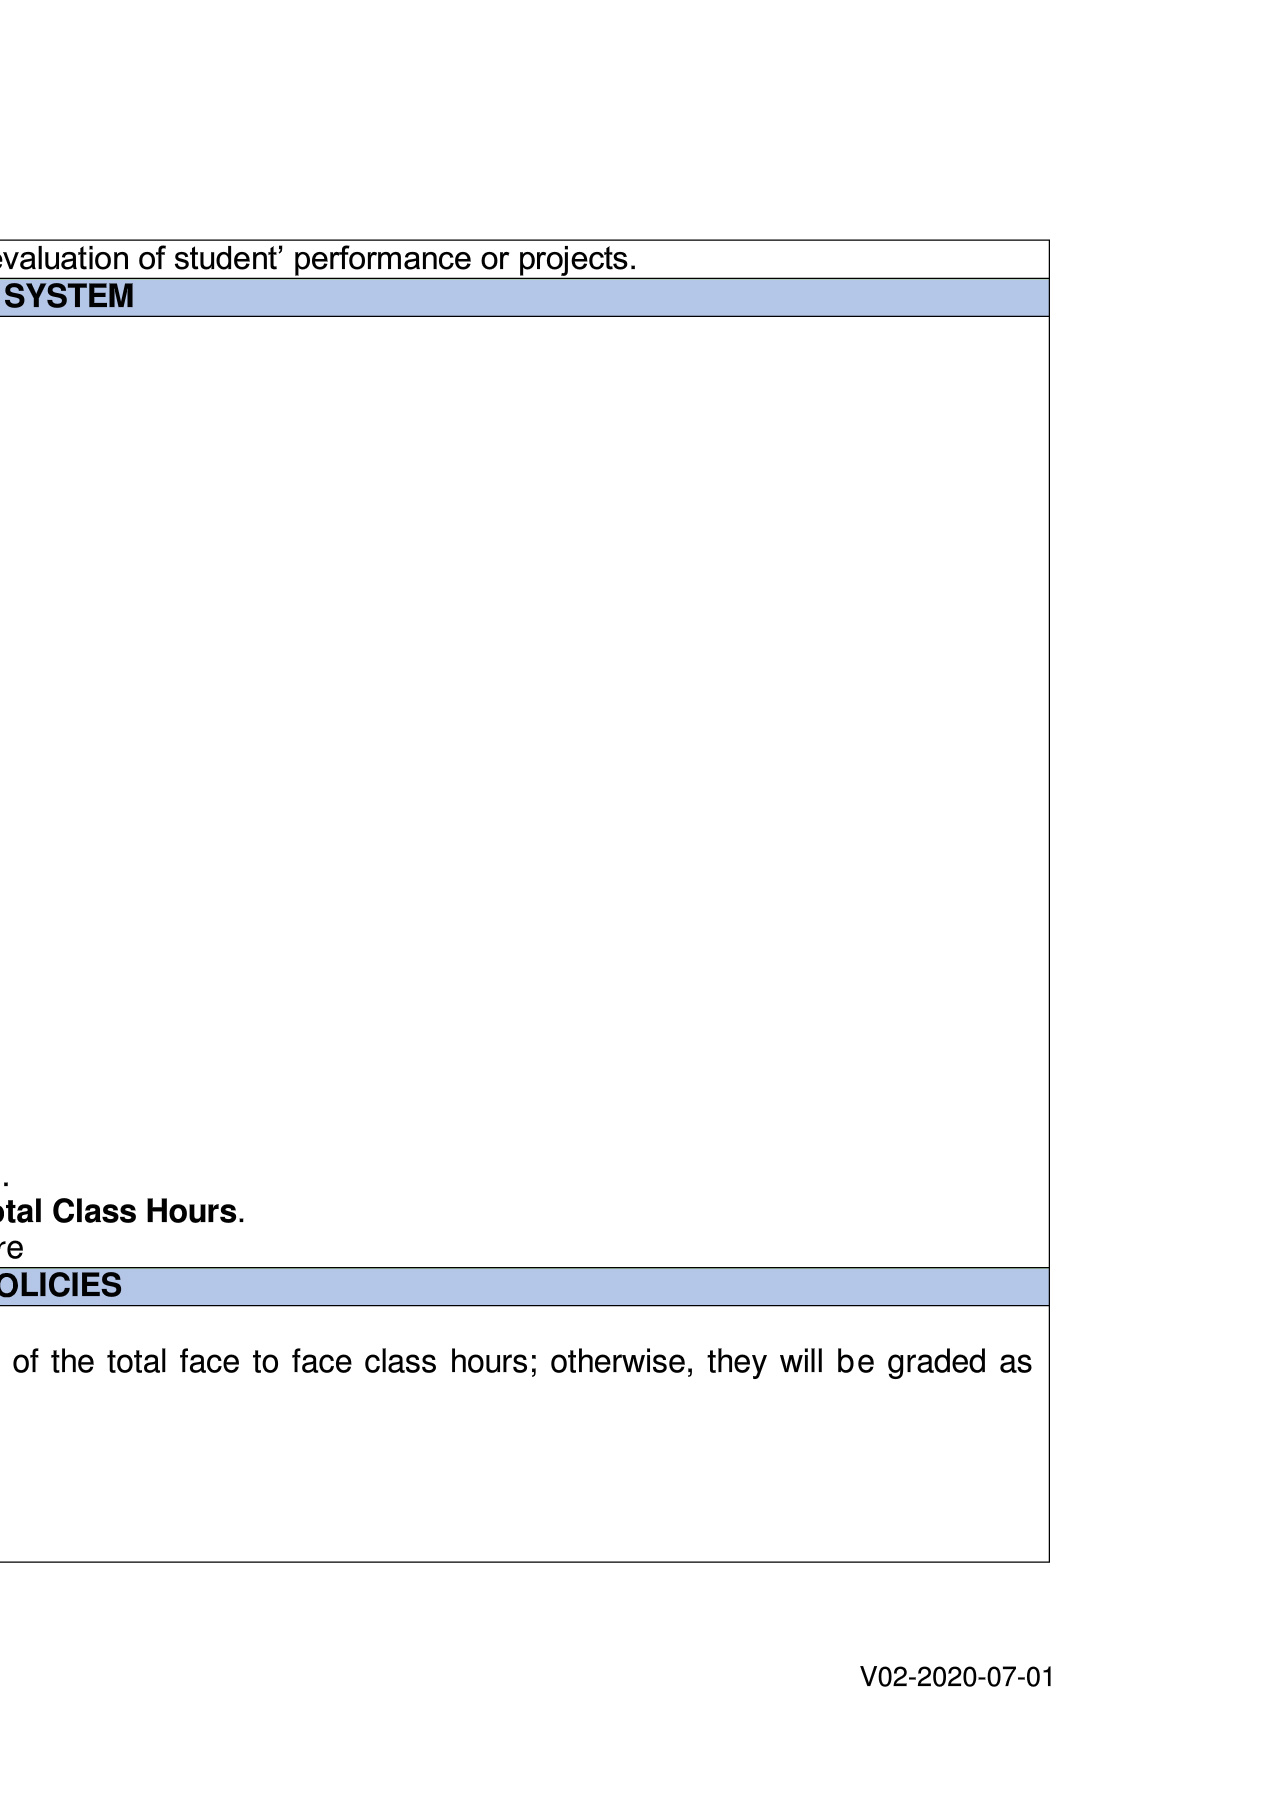 evaluation of student’ performance or projects.
SYSTEM
.
otal Class Hours.
re
OLICIES
of the total face to face class hours; otherwise, they will be graded as
V02-2020-07-01